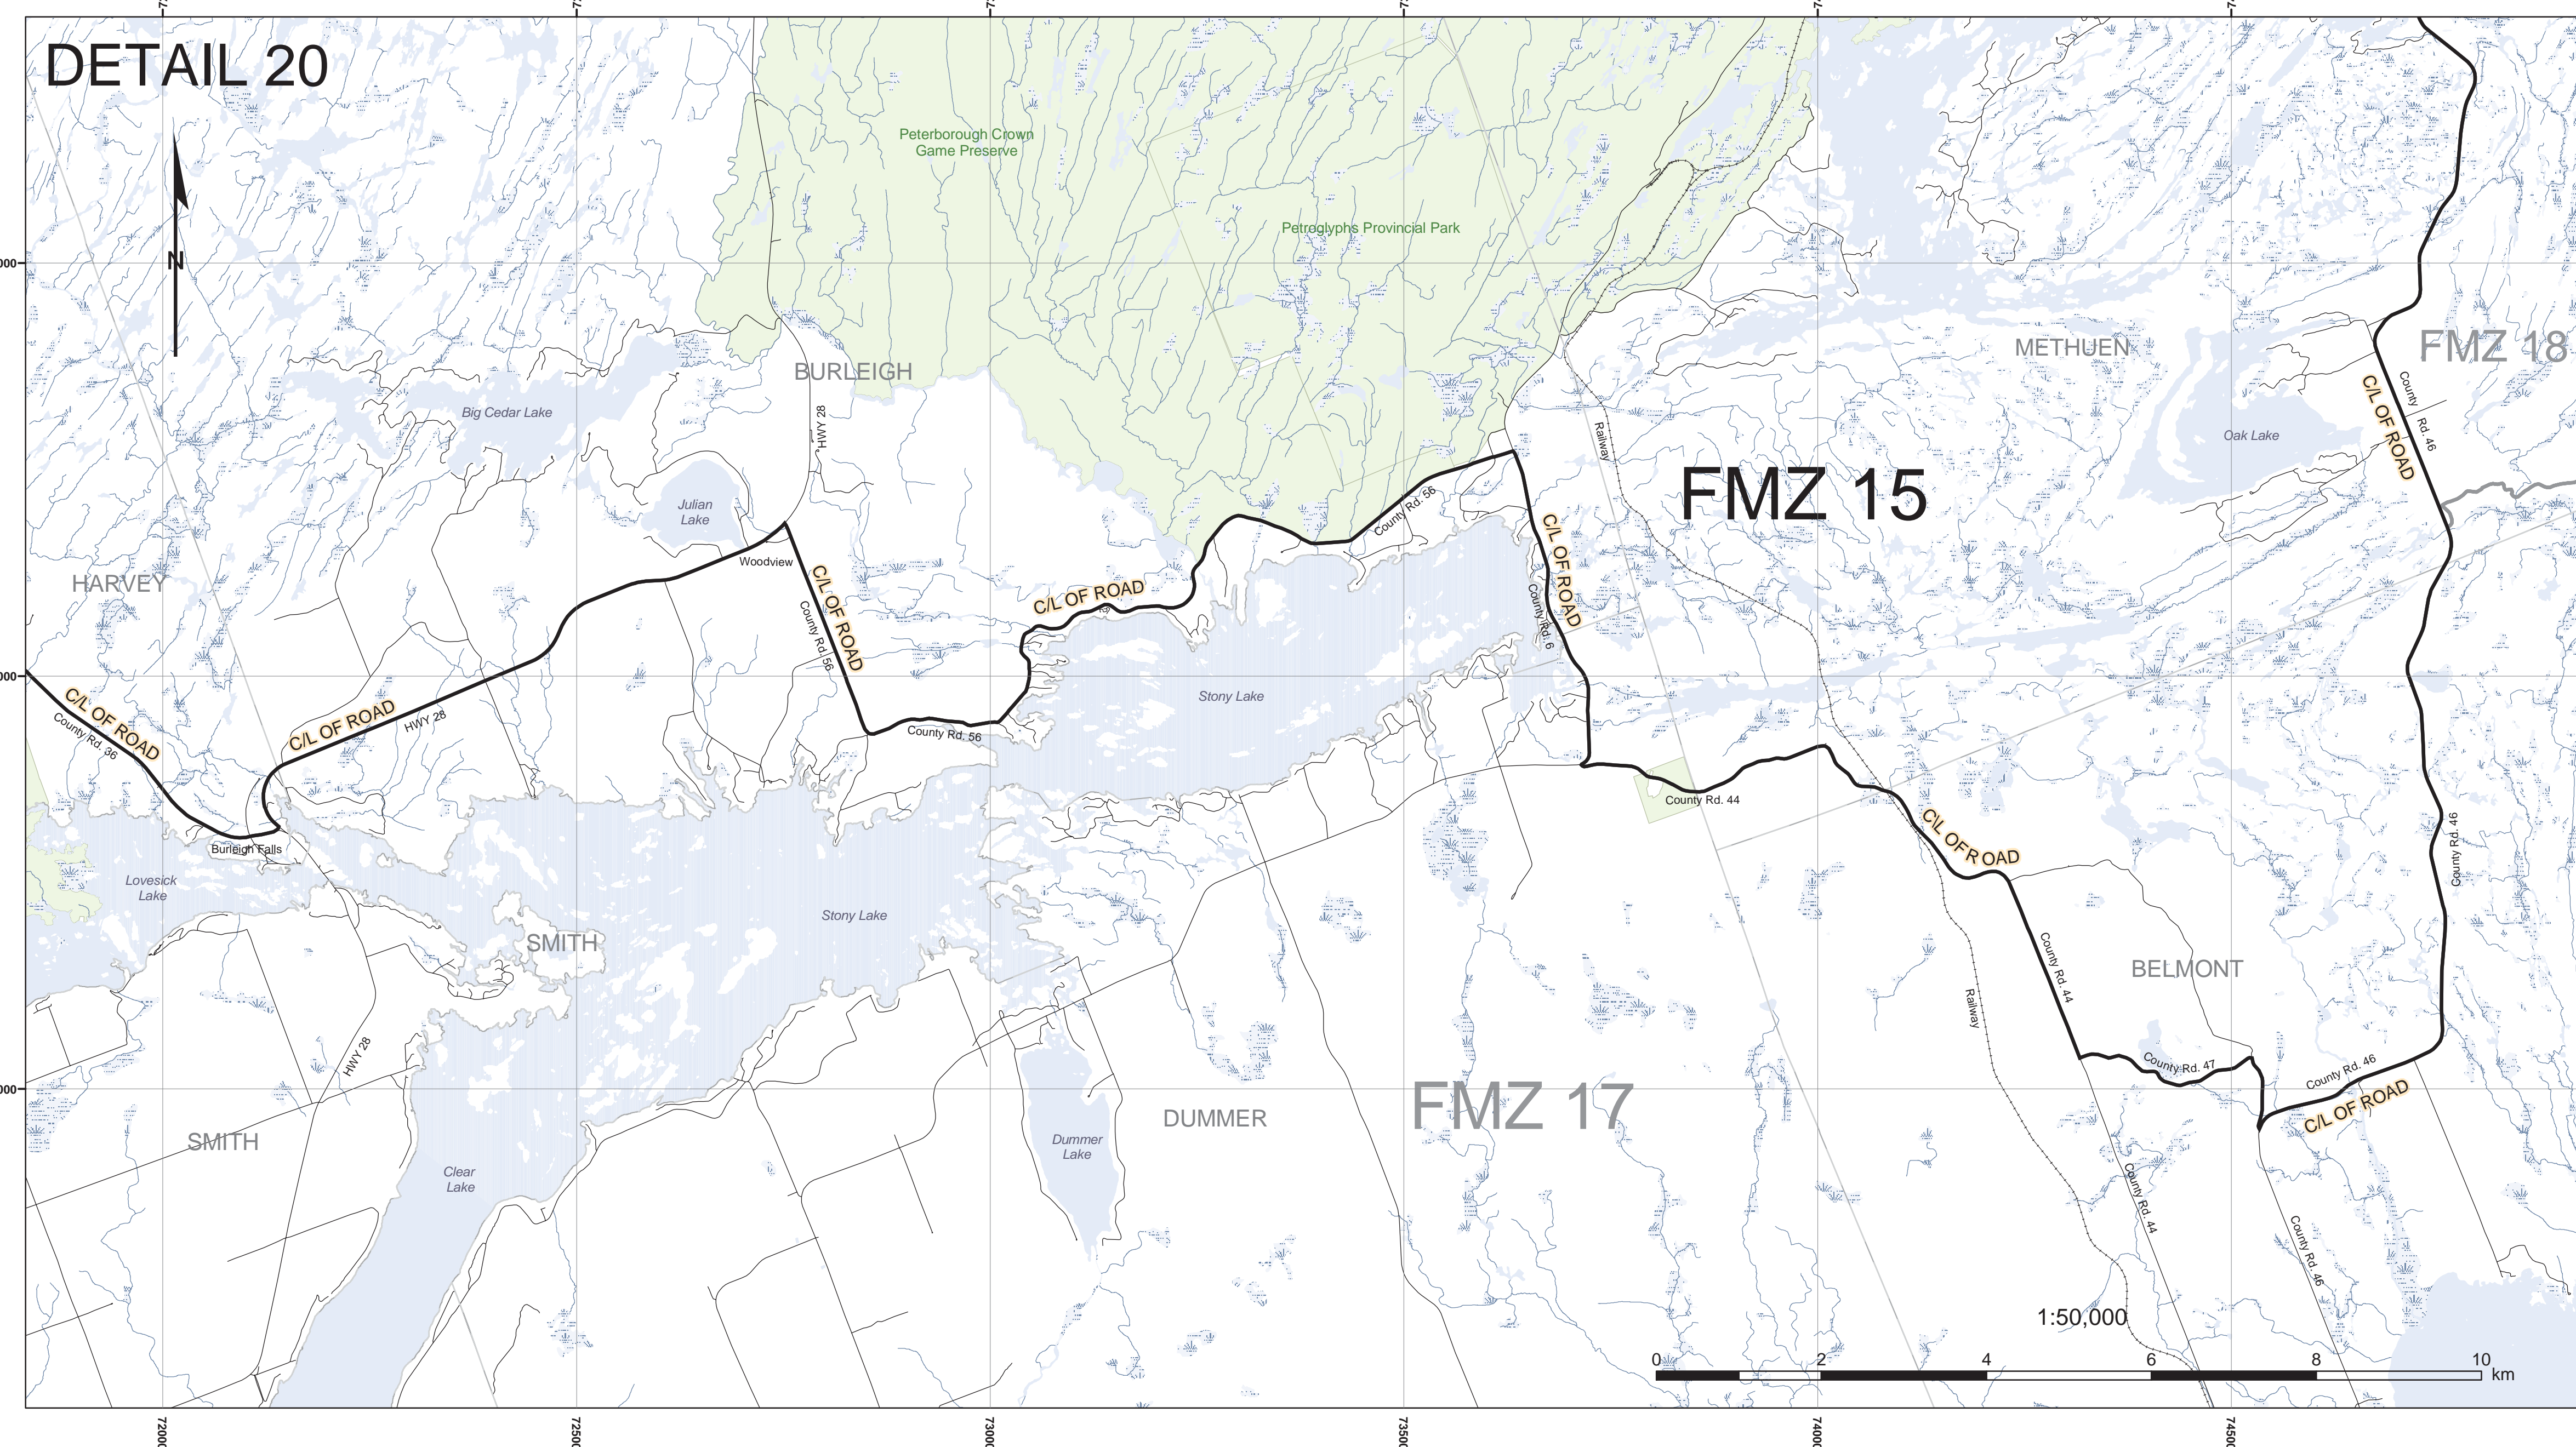 DETAIL 20
N
Peterborough Crown
Game Preserve
Petroglyphs Provincial Park
BURLEIGH
METHUEN
FMZ 18
HWY 28
Big Cedar Lake
Julian
Lake
Oak Lake
C/L OF ROAD
County Rd. 46
Railway
FMZ 15
County Rd. 56
C/L OF ROAD
County Rd. 6
HARVEY
Woodview
C/L OF ROAD
County Rd. 56
C/L OF ROAD
Stony Lake
C/L OF ROAD
County Rd. 36
C/L OF ROAD
HWY 28
County Rd. 56
County Rd. 44
C/L OF ROAD
County Rd. 46
Burleigh Falls
Lovesick
Lake
Stony Lake
SMITH
County Rd. 44
BELMONT
Railway
HWY 28
County Rd. 47
County Rd. 46
C/L OF ROAD
FMZ 17
DUMMER
SMITH
Dummer
Lake
Clear
Lake
County Rd. 44
County Rd. 46
1:50,000
0 2 4 6 8 10
km